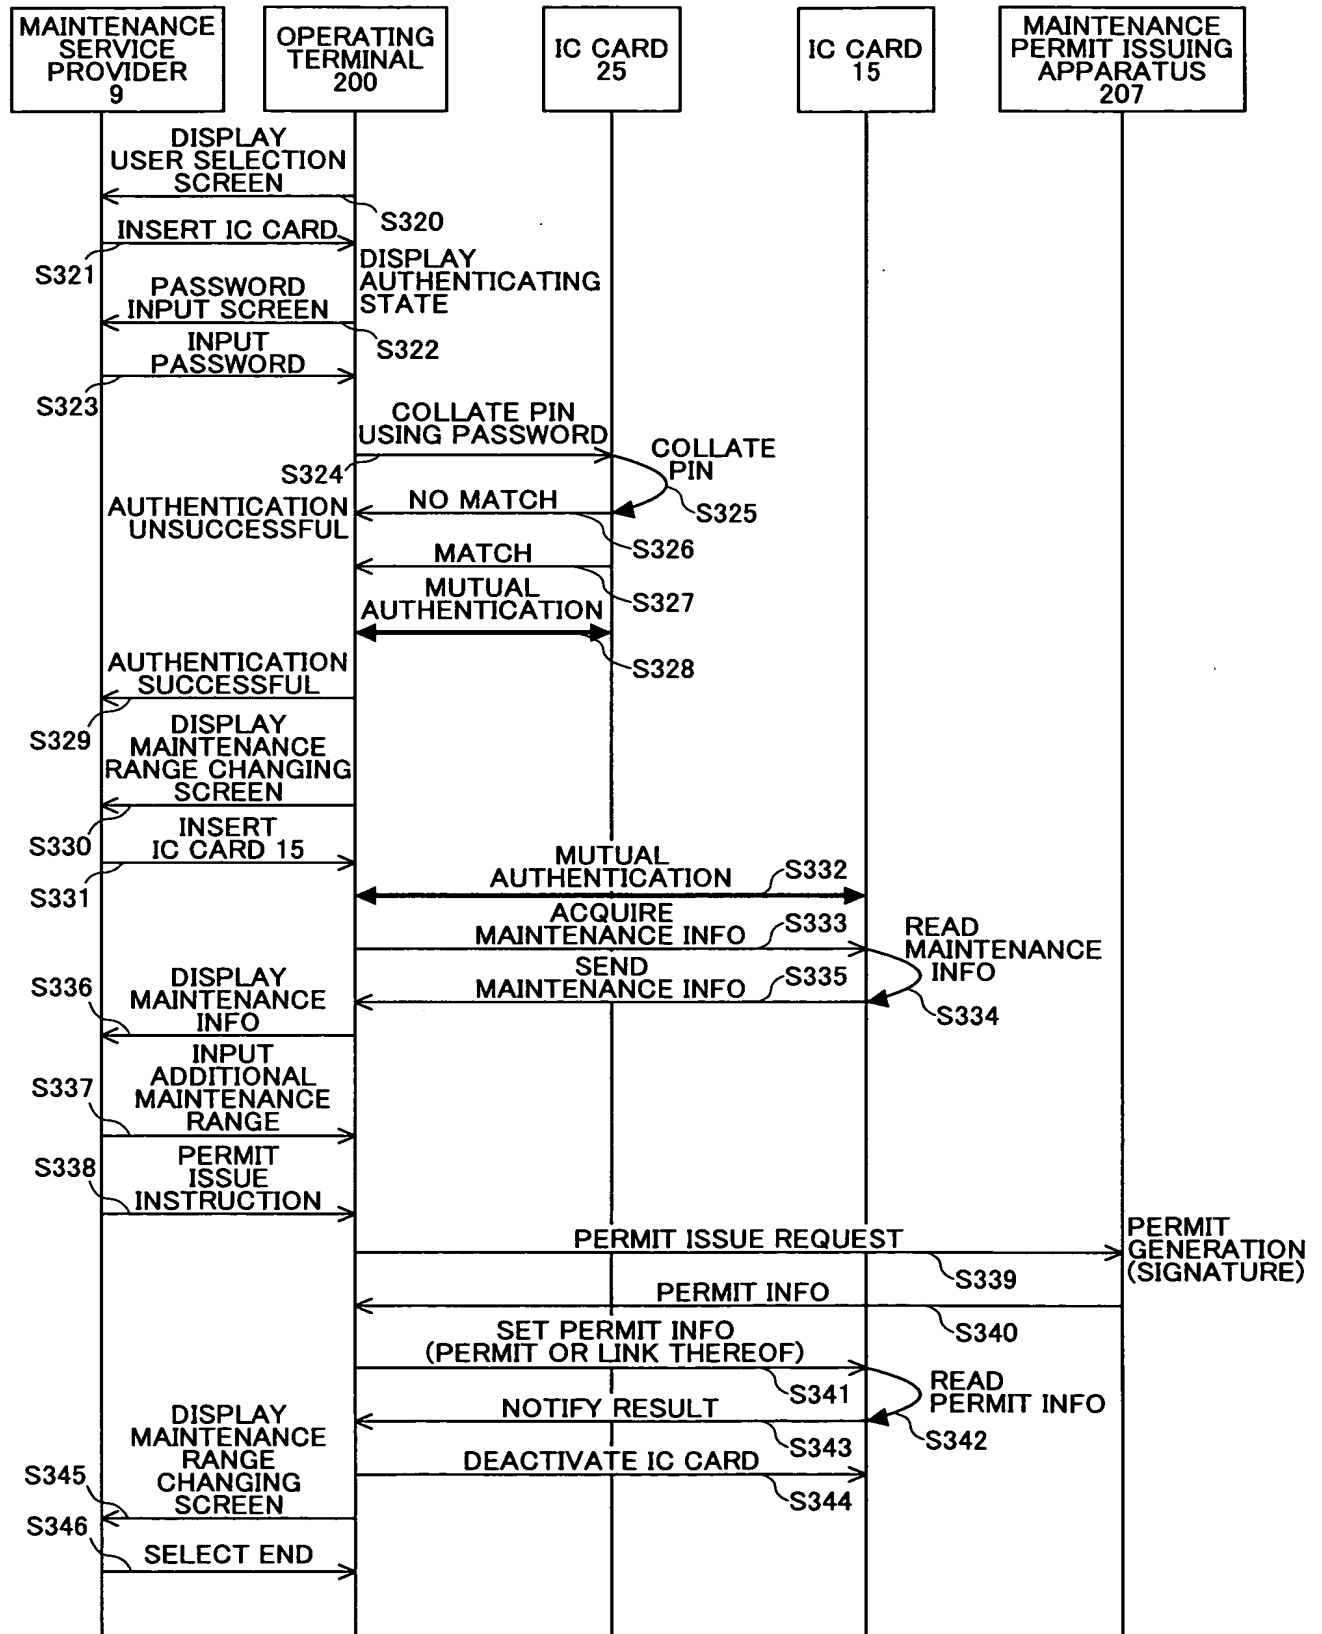 MAINTENANCE
SERVICE
PROVIDER
9
OPERATING
TERMINAL
200
IC CARD
25
IC CARD
15
MAINTENANCE
PERMIT ISSUING
APPARATUS
207
DISPLAY
USER SELECTION
SCREEN
S320
INSERT IC CARD
S321
DISPLAY
AUTHENTICATING
STATE
PASSWORD
INPUT SCREEN
S322
INPUT
PASSWORD
S323
COLLATE PIN
USING PASSWORD
S324
COLLATE
PIN
S325
NO MATCH
AUTHENTICATION
UNSUCCESSFUL
S326
MATCH
S327
MUTUAL
AUTHENTICATION
S328
AUTHENTICATION
SUCCESSFUL
S329
DISPLAY
MAINTENANCE
RANGE CHANGING
SCREEN
S330
INSERT
IC CARD 15
S331
MUTUAL
AUTHENTICATION
S332
ACQUIRE
MAINTENANCE INFO
S333
READ
MAINTENANCE
INFO
S334
SEND
MAINTENANCE INFO
S335
S336
DISPLAY
MAINTENANCE
INFO
INPUT
ADDITIONAL
MAINTENANCE
RANGE
S337
PERMIT
ISSUE
INSTRUCTION
S338
PERMIT ISSUE REQUEST
S339
PERMIT
GENERATION
(SIGNATURE)
PERMIT INFO
S340
SET PERMIT INFO
(PERMIT OR LINK THEREOF)
S341
READ
PERMIT INFO
S342
NOTIFY RESULT
S343
DEACTIVATE IC CARD
S344
DISPLAY
MAINTENANCE
RANGE
CHANGING
SCREEN
S345
S346
SELECT END